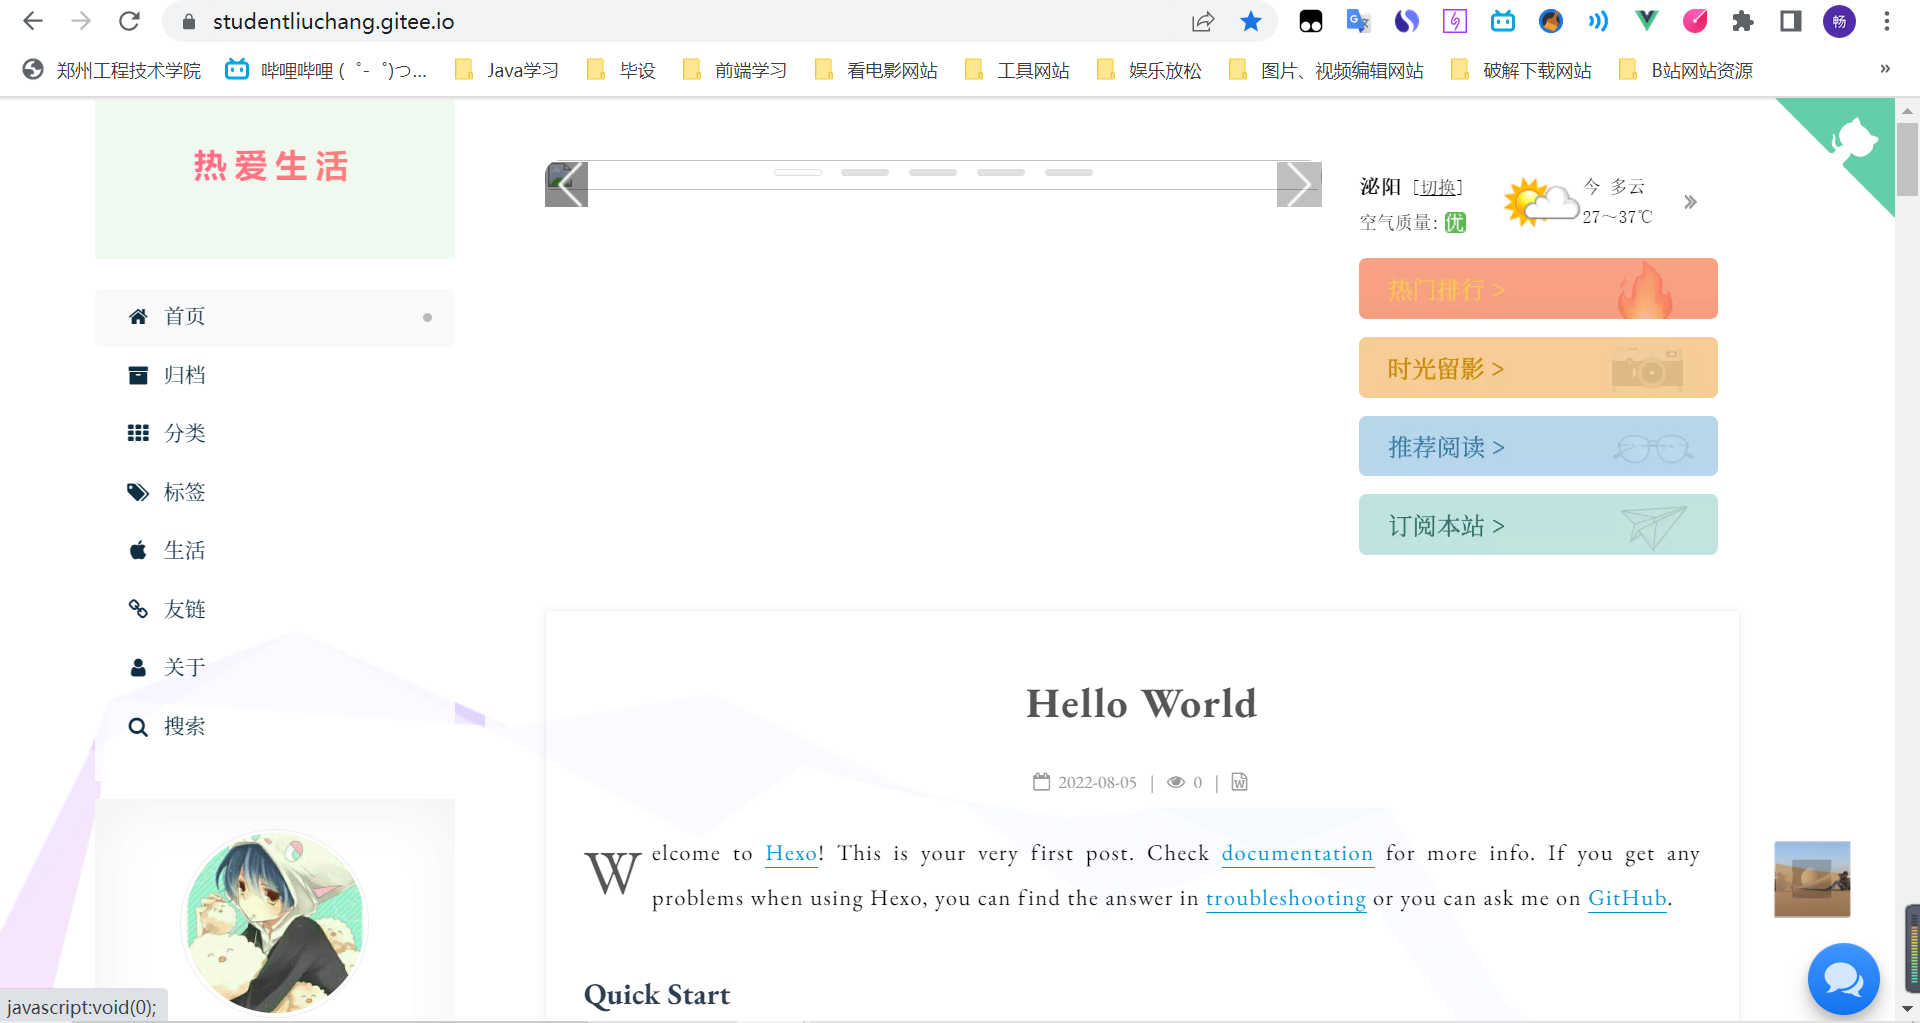 studentliuchang.gitee.io
畅
郑州工程技术学院
哔哩哔哩 ( ゜- ゜)つ...
Java学习
毕设
前端学习
看电影网站
工具网站
娱乐放松
图片、视频编辑网站
破解下载网站
B站网站资源
»
热爱生活
首页
归档
分类
标签
生活
友链
关于
搜索
泌阳 [切换]
空气质量: 优
今 多云
27～37℃
热门排行 >
时光留影 >
推荐阅读 >
订阅本站 >
Hello World
2022-08-05 | 0 |
Welcome to Hexo! This is your very first post. Check documentation for more info. If you get any
problems when using Hexo, you can find the answer in troubleshooting or you can ask me on GitHub.
Quick Start
javascript:void(0);